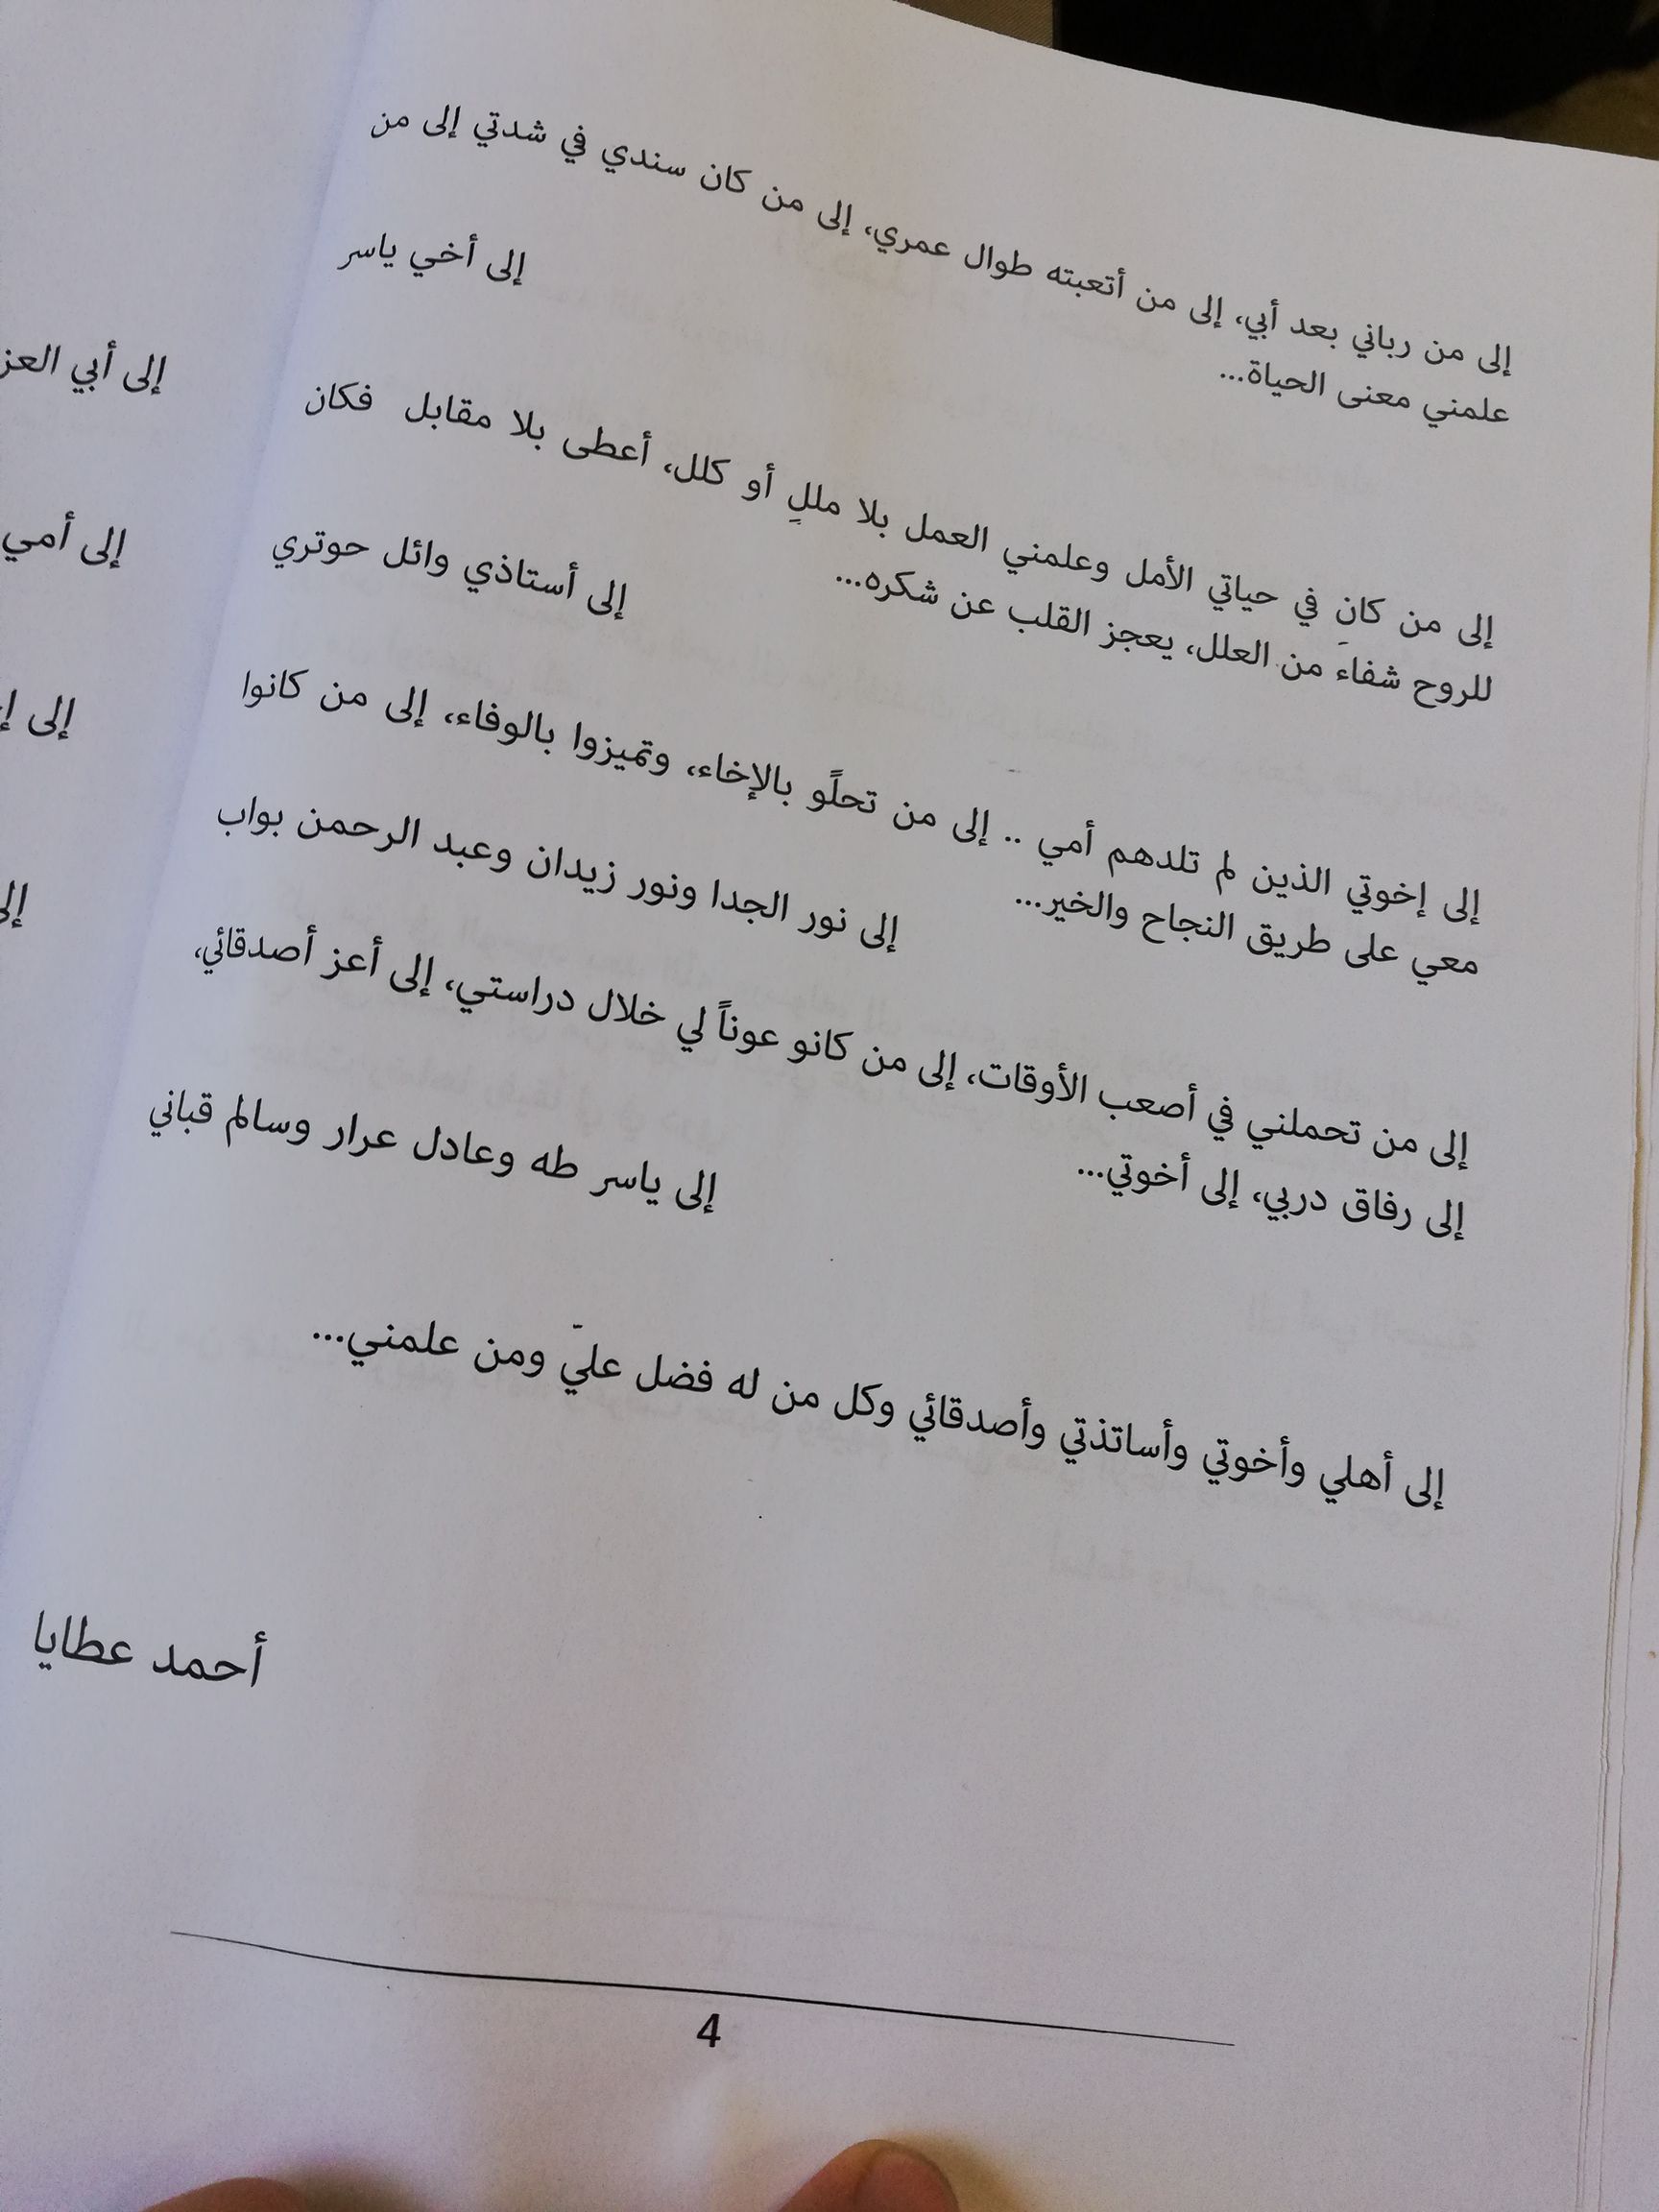 إلى من رباني بعد أبي، إلى من أتعبته طوال عمري، إلى من كان سندي في شدتي إلى من
علمني معنى الحياة...
إلى أخي ياسر
إلى من كانِ في حياتي الأمل وعلمني العمل بلا مللٍ أو كلل، أعطى بلا مقابل فكان
للروح شفاءً من العلل، يعجز القلب عن شكره...
إلى أستاذي وائل حوتري
إلى إخوتي الذين لم تلدهم أمي .. إلى من تحلَّو بالإخاء، وتميزوا بالوفاء، إلى من كانوا
معي على طريق النجاح والخير...
إلى نور الجدا ونور زيدان وعبد الرحمن بواب
إلى من تحملني في أصعب الأوقات، إلى من كانو عوناً لي خلال دراستي، إلى أعز أصدقائي،
إلى رفاق دربي، إلى أخوتي...
إلى ياسر طه وعادل عرار وسالم قباني
إلى أهلي وأخوتي وأساتذتي وأصدقائي وكل من له فضل عليّ ومن علمني...
أحمد عطايا
4
إلى أبي العز
إلى أمي
إلى
إلى